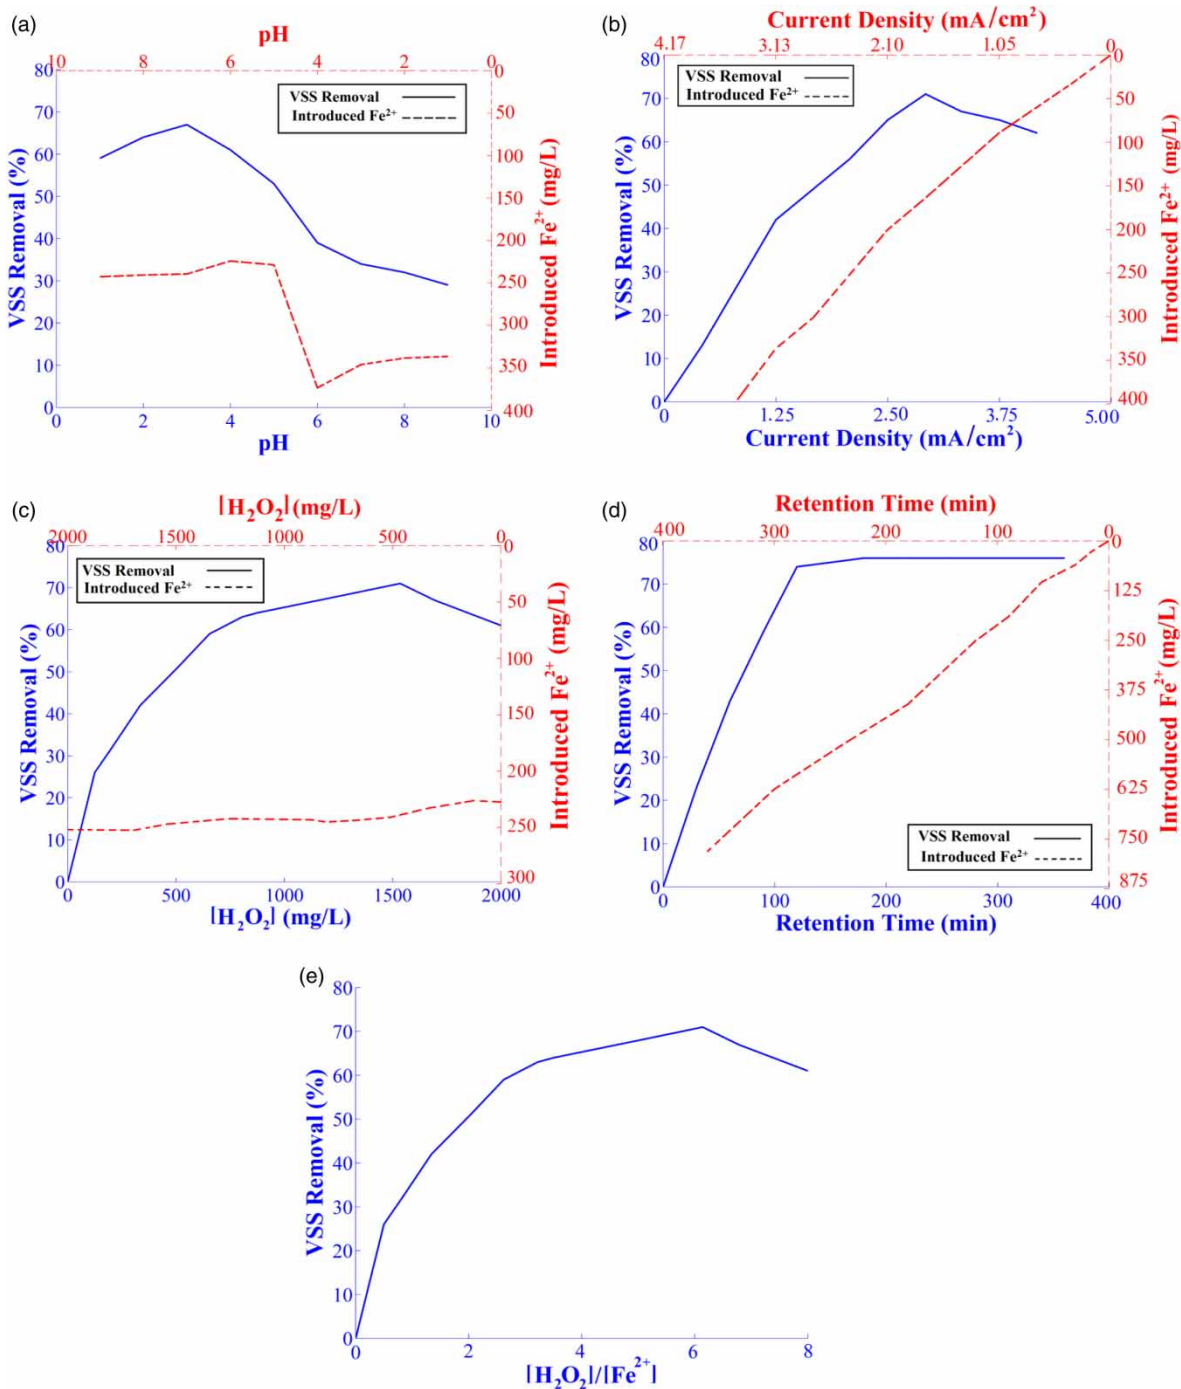 (a)
pH
10 8 6 4 2 0
80 70 60 50 40 30 20 10 0
VSS Removal (%)
VSS Removal
Introduced Fe²⁺
0 50 100 150 200 250 300 350 400
Introduced Fe²⁺ (mg/L)
0 2 4 6 8 10
pH
(b)
Current Density (mA/cm²)
4.17 3.13 2.10 1.05 0
80 70 60 50 40 30 20 10 0
VSS Removal (%)
VSS Removal
Introduced Fe²⁺
0 50 100 150 200 250 300 350 400
Introduced Fe²⁺ (mg/L)
0 1.25 2.50 3.75 5.00
Current Density (mA/cm²)
(c)
[H₂O₂] (mg/L)
2000 1500 1000 500 0
80 70 60 50 40 30 20 10 0
VSS Removal (%)
VSS Removal
Introduced Fe²⁺
0 50 100 150 200 250 300
Introduced Fe²⁺ (mg/L)
0 500 1000 1500 2000
[H₂O₂] (mg/L)
(d)
Retention Time (min)
400 300 200 100 0
80 70 60 50 40 30 20 10 0
VSS Removal (%)
VSS Removal
Introduced Fe²⁺
0 125 250 375 500 625 750 875
Introduced Fe²⁺ (mg/L)
0 100 200 300 400
Retention Time (min)
(e)
80 70 60 50 40 30 20 10 0
VSS Removal (%)
0 2 4 6 8
[H₂O₂]/[Fe²⁺]